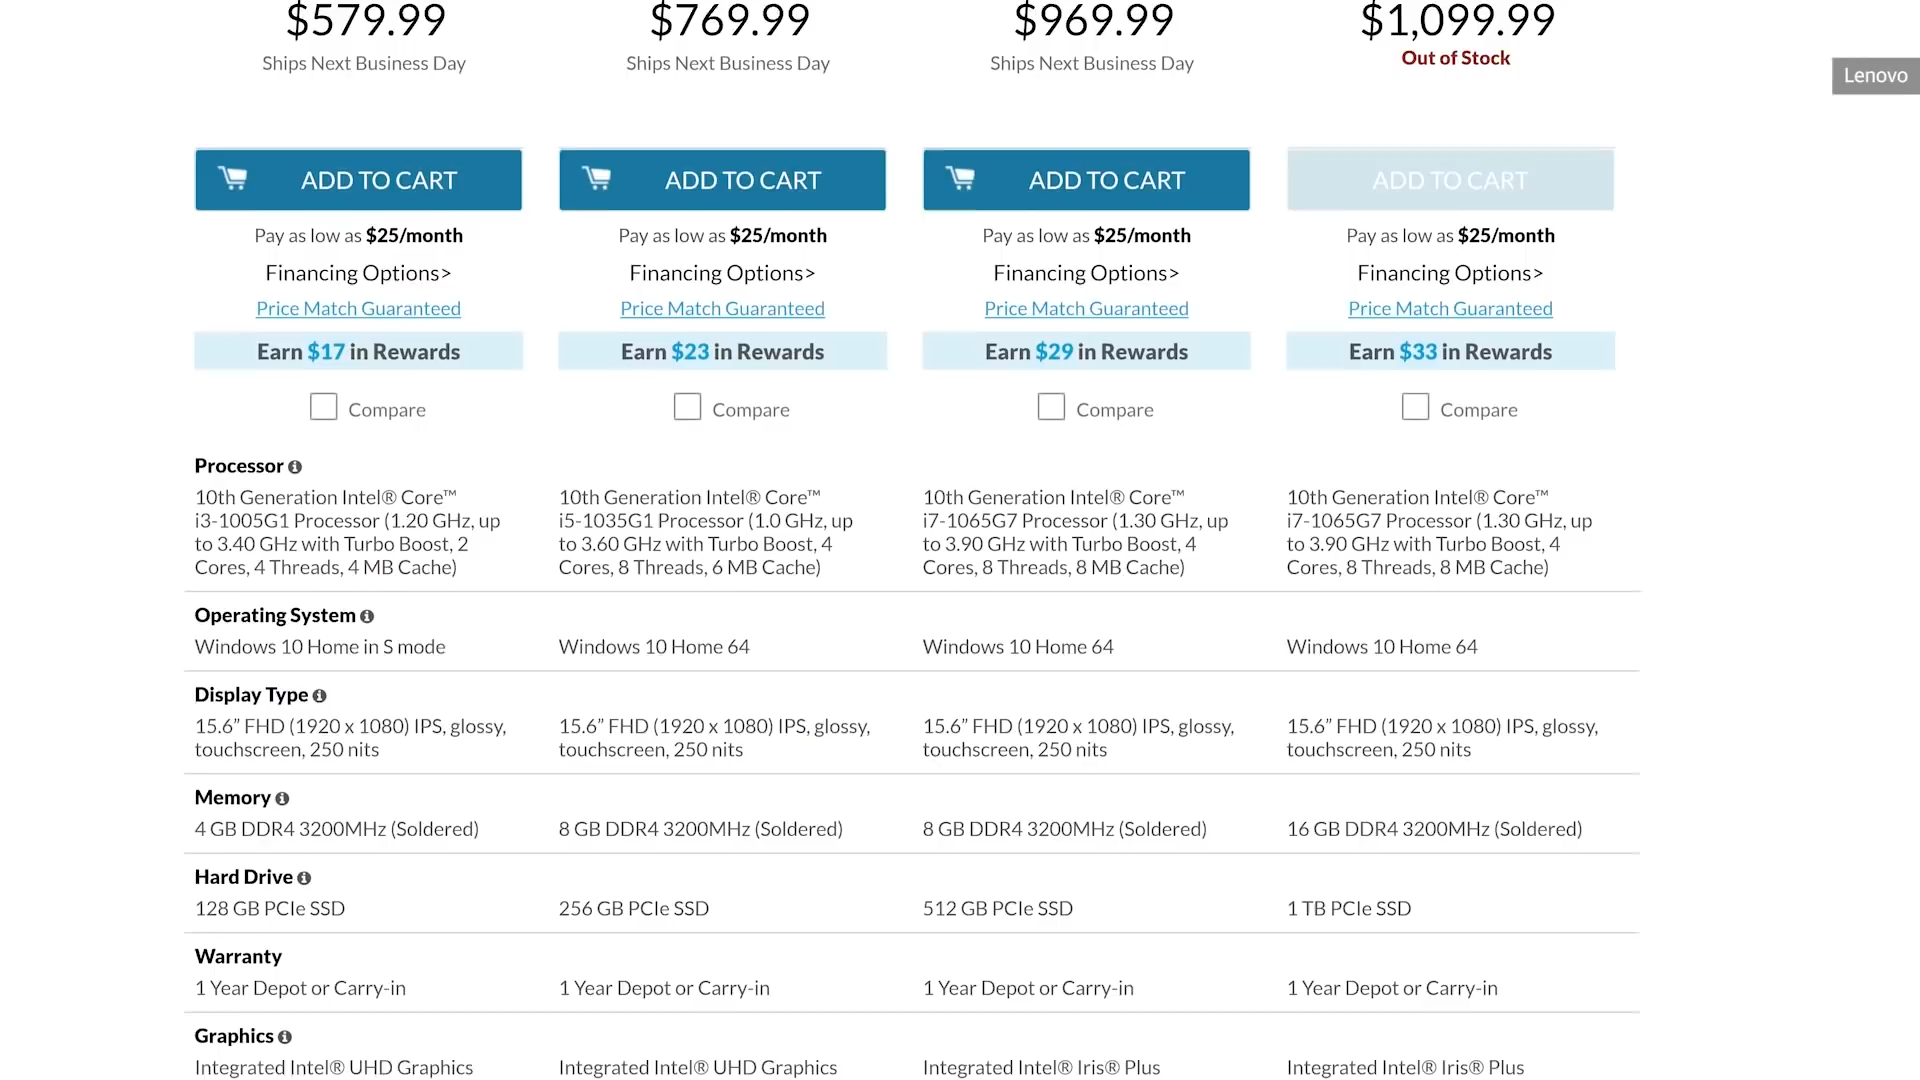 $579.99 $769.99 $969.99 $1,099.99
Ships Next Business Day Ships Next Business Day Ships Next Business Day Out of Stock
Lenovo
ADD TO CART ADD TO CART ADD TO CART ADD TO CART
Pay as low as $25/month Pay as low as $25/month Pay as low as $25/month Pay as low as $25/month
Financing Options> Financing Options> Financing Options> Financing Options>
Price Match Guaranteed Price Match Guaranteed Price Match Guaranteed Price Match Guaranteed
Earn $17 in Rewards Earn $23 in Rewards Earn $29 in Rewards Earn $33 in Rewards
Compare Compare Compare Compare
Processor
10th Generation Intel® Core™ 10th Generation Intel® Core™ 10th Generation Intel® Core™ 10th Generation Intel® Core™
i3-1005G1 Processor (1.20 GHz, up i5-1035G1 Processor (1.0 GHz, up i7-1065G7 Processor (1.30 GHz, up i7-1065G7 Processor (1.30 GHz, up
to 3.40 GHz with Turbo Boost, 2 to 3.60 GHz with Turbo Boost, 4 to 3.90 GHz with Turbo Boost, 4 to 3.90 GHz with Turbo Boost, 4
Cores, 4 Threads, 4 MB Cache) Cores, 8 Threads, 6 MB Cache) Cores, 8 Threads, 8 MB Cache) Cores, 8 Threads, 8 MB Cache)
Operating System
Windows 10 Home in S mode Windows 10 Home 64 Windows 10 Home 64 Windows 10 Home 64
Display Type
15.6” FHD (1920 x 1080) IPS, glossy, 15.6” FHD (1920 x 1080) IPS, glossy, 15.6” FHD (1920 x 1080) IPS, glossy, 15.6” FHD (1920 x 1080) IPS, glossy,
touchscreen, 250 nits touchscreen, 250 nits touchscreen, 250 nits touchscreen, 250 nits
Memory
4 GB DDR4 3200MHz (Soldered) 8 GB DDR4 3200MHz (Soldered) 8 GB DDR4 3200MHz (Soldered) 16 GB DDR4 3200MHz (Soldered)
Hard Drive
128 GB PCIe SSD 256 GB PCIe SSD 512 GB PCIe SSD 1 TB PCIe SSD
Warranty
1 Year Depot or Carry-in 1 Year Depot or Carry-in 1 Year Depot or Carry-in 1 Year Depot or Carry-in
Graphics
Integrated Intel® UHD Graphics Integrated Intel® UHD Graphics Integrated Intel® Iris® Plus Integrated Intel® Iris® Plus